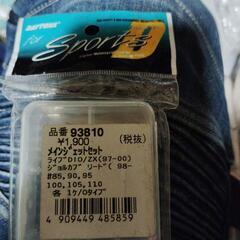 DAYTONA
for Sports
品番 93810
¥1,900 (税抜)
メインジェットセット
ライブDIO/ZX(97-00)
ジョルカブ リード( 98-
#85,90,95
100,105,110
各 1ケ/Oタイプ
4 909449 485859